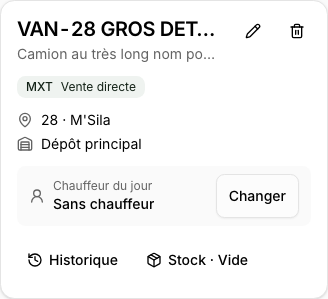 VAN-28 GROS DET...
Camion au très long nom po...
MXT Vente directe
28 · M'Sila
Dépôt principal
Chauffeur du jour
Sans chauffeur
Changer
Historique
Stock · Vide